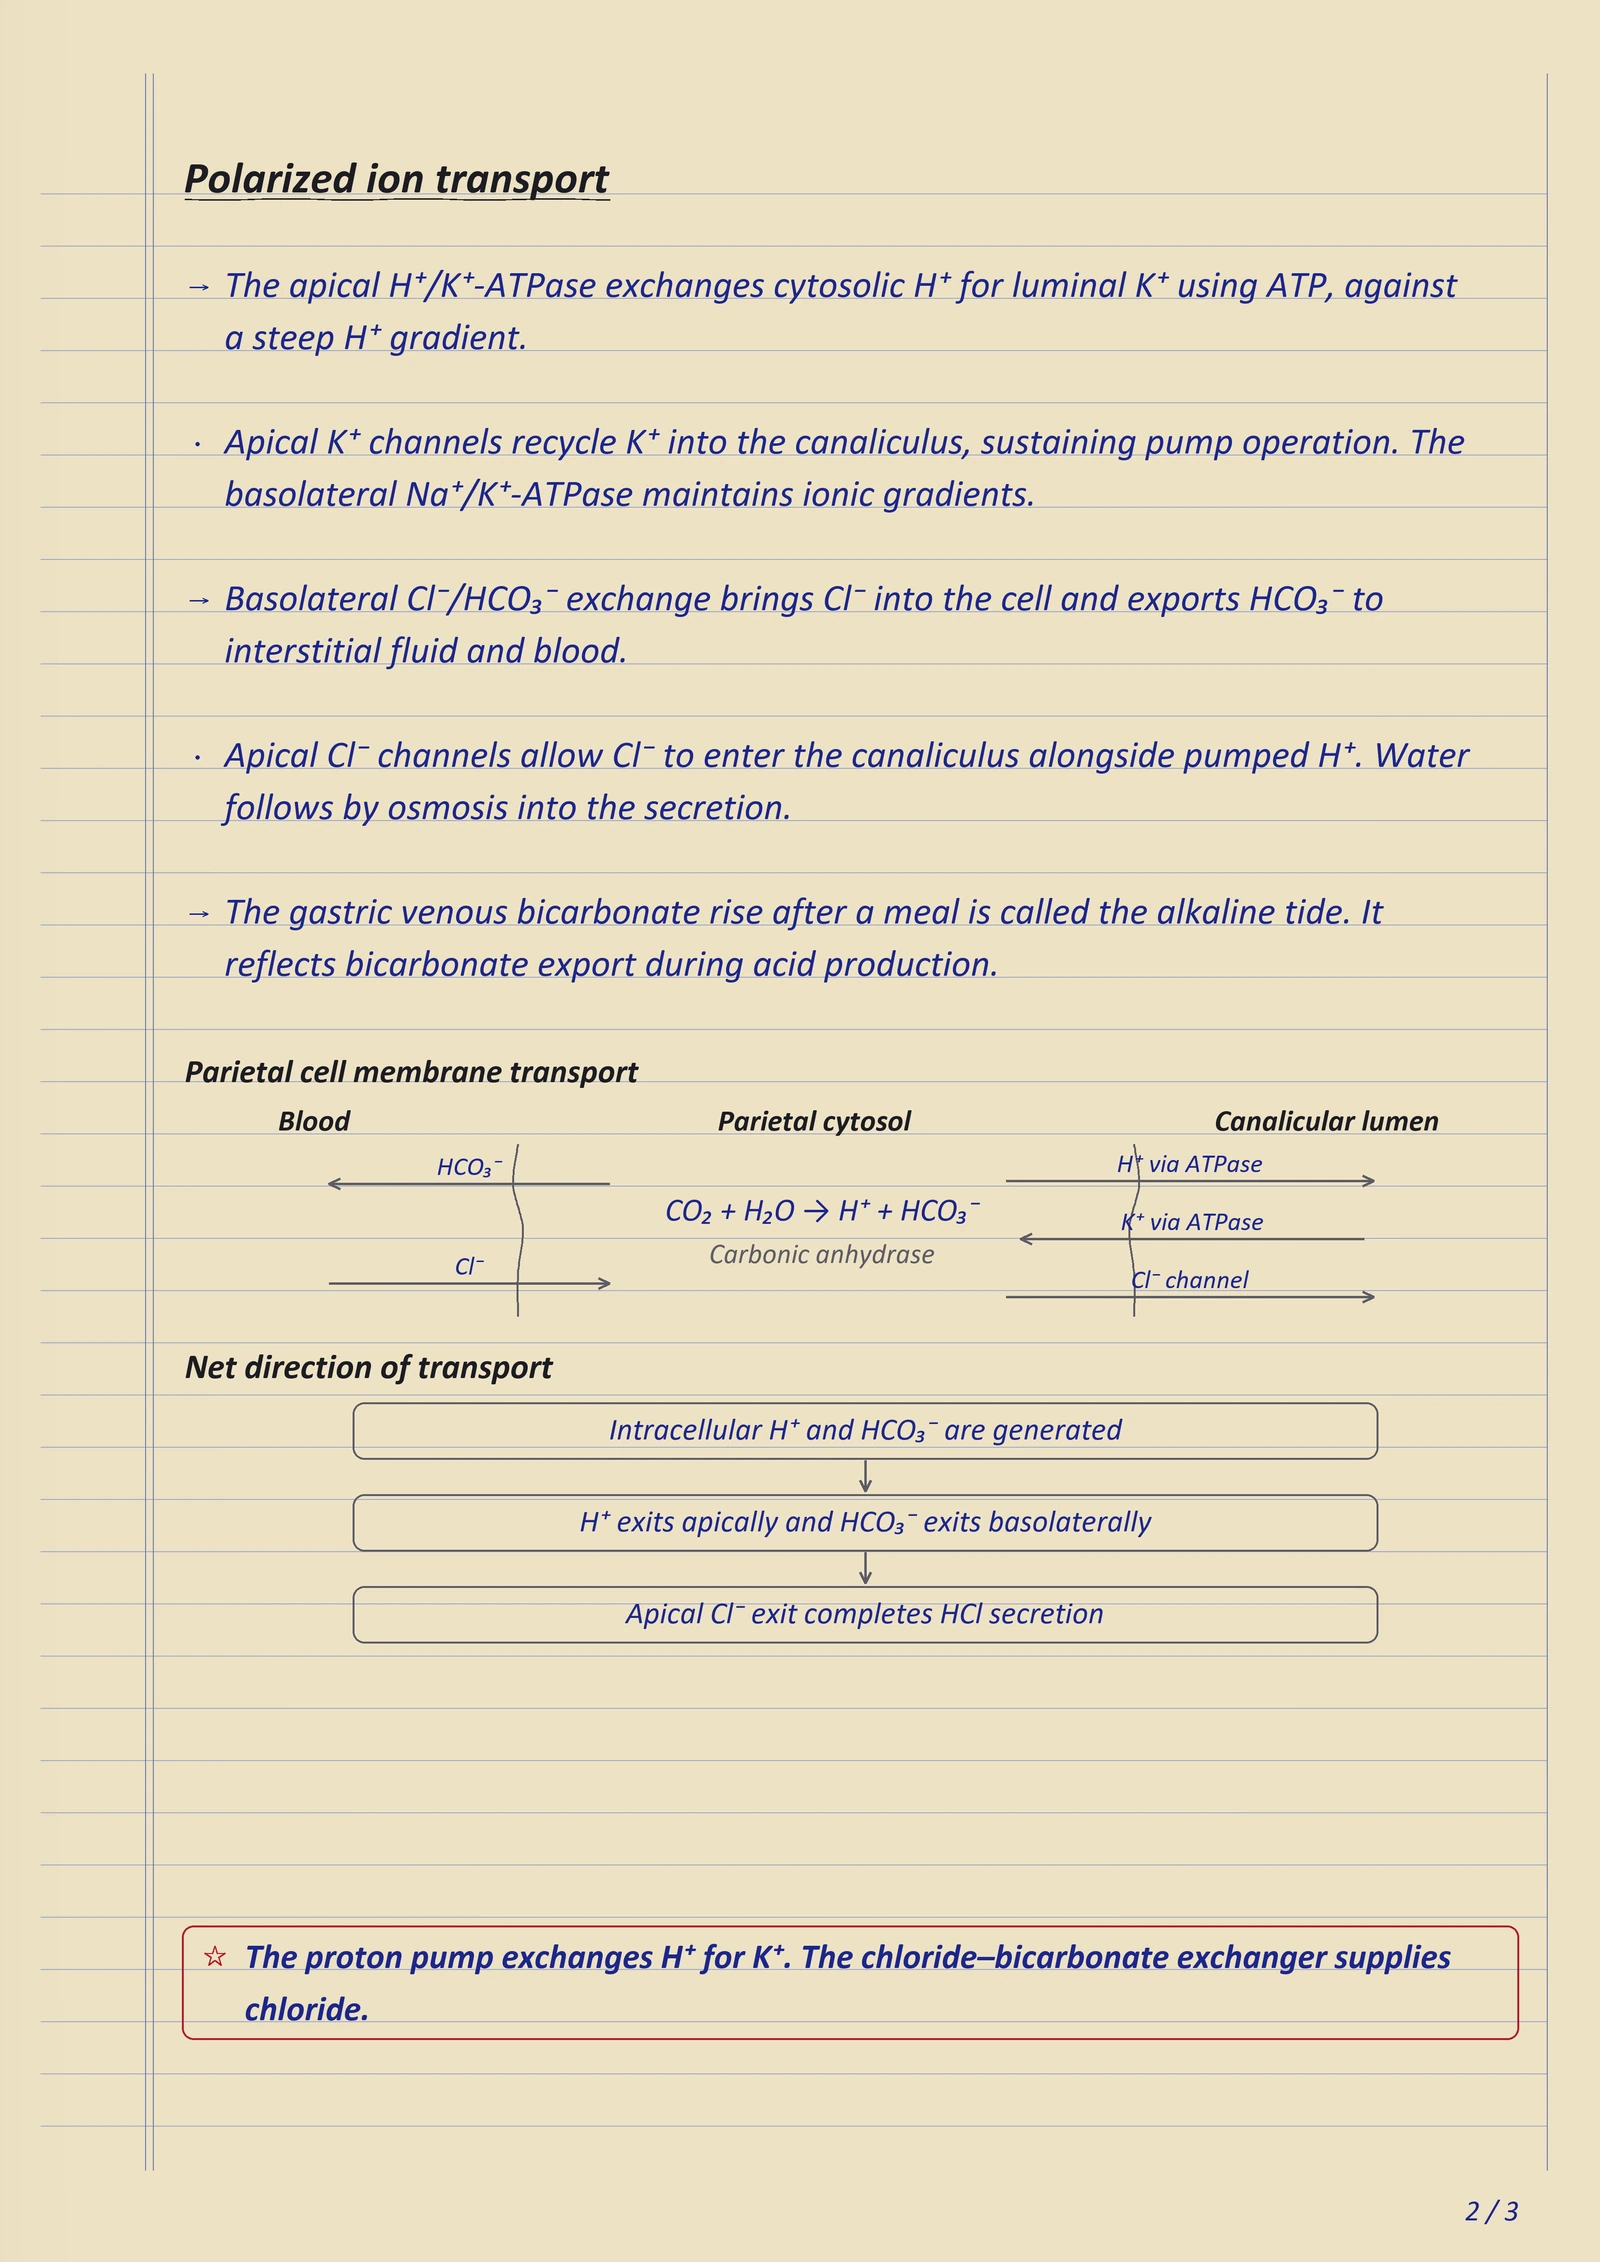 Polarized ion transport
→ The apical H⁺/K⁺-ATPase exchanges cytosolic H⁺ for luminal K⁺ using ATP, against
a steep H⁺ gradient.
· Apical K⁺ channels recycle K⁺ into the canaliculus, sustaining pump operation. The
basolateral Na⁺/K⁺-ATPase maintains ionic gradients.
→ Basolateral Cl⁻/HCO₃⁻ exchange brings Cl⁻ into the cell and exports HCO₃⁻ to
interstitial fluid and blood.
· Apical Cl⁻ channels allow Cl⁻ to enter the canaliculus alongside pumped H⁺. Water
follows by osmosis into the secretion.
→ The gastric venous bicarbonate rise after a meal is called the alkaline tide. It
reflects bicarbonate export during acid production.
Parietal cell membrane transport
Blood Parietal cytosol Canalicular lumen
HCO₃⁻ H⁺ via ATPase
CO₂ + H₂O → H⁺ + HCO₃⁻ K⁺ via ATPase
Carbonic anhydrase
Cl⁻ Cl⁻ channel
Net direction of transport
Intracellular H⁺ and HCO₃⁻ are generated
H⁺ exits apically and HCO₃⁻ exits basolaterally
Apical Cl⁻ exit completes HCl secretion
☆ The proton pump exchanges H⁺ for K⁺. The chloride–bicarbonate exchanger supplies
chloride.
2 / 3